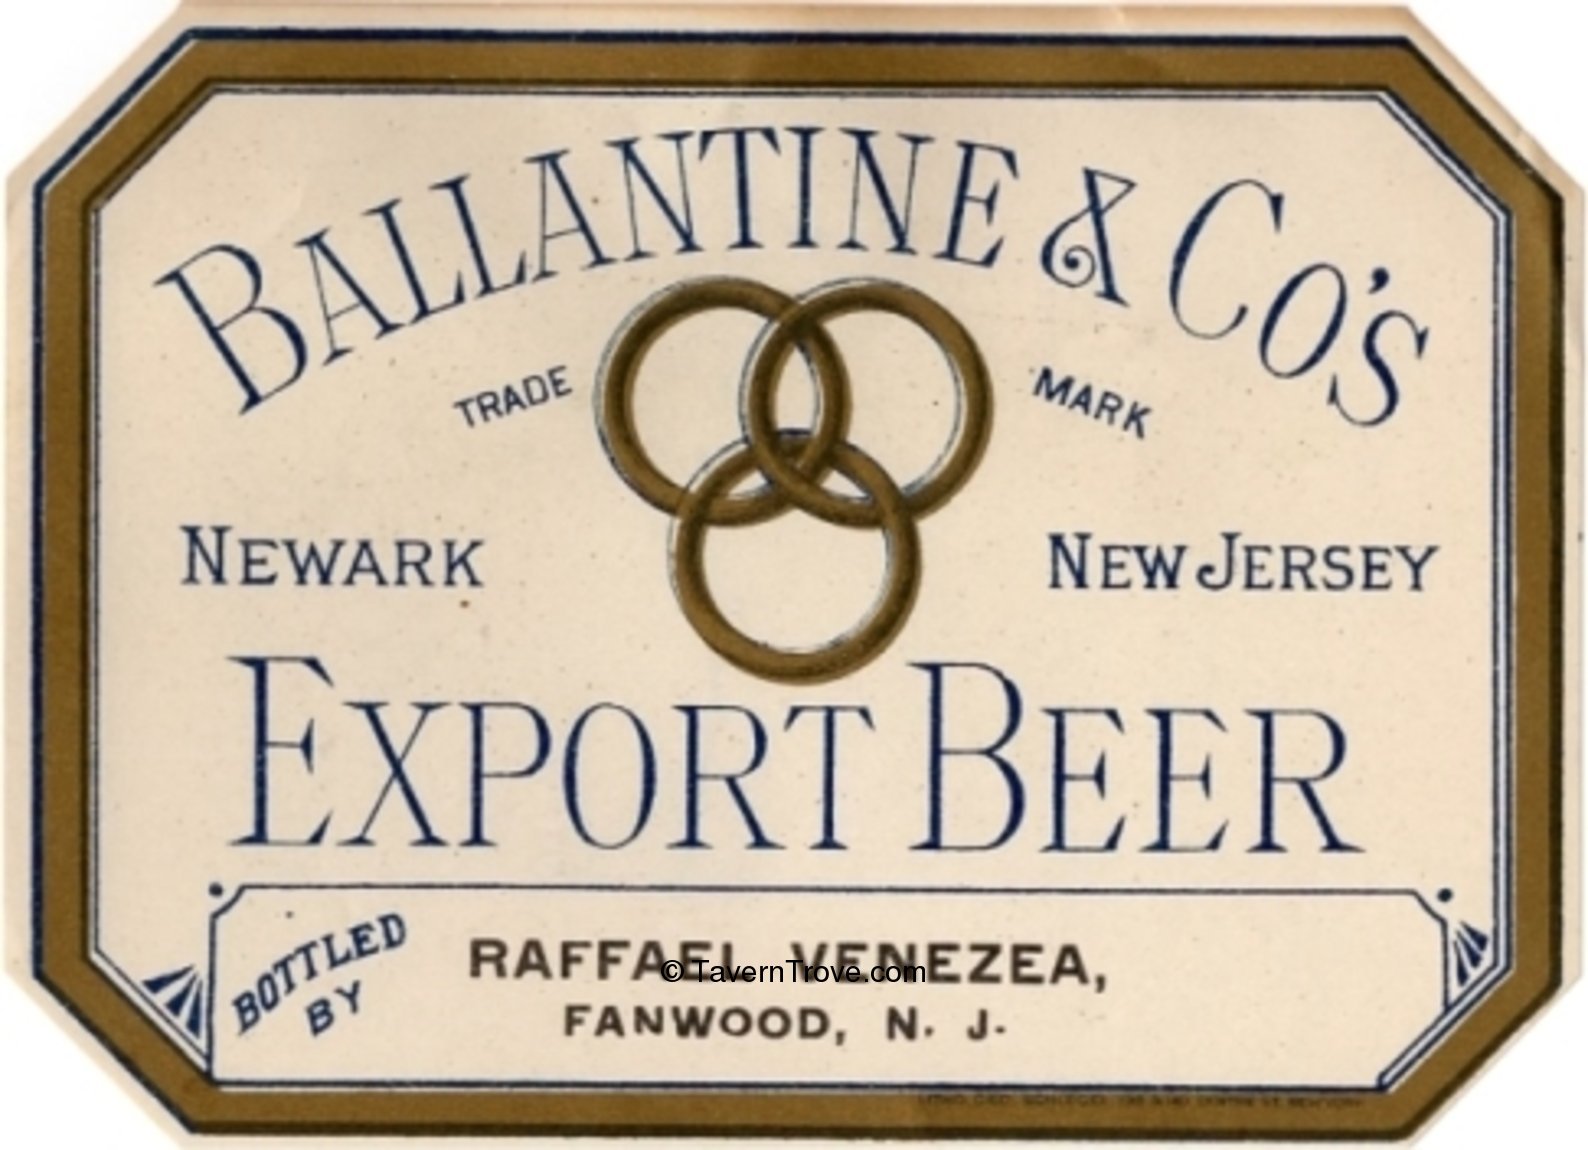 BALLANTINE & CO'S
TRADE MARK
NEWARK NEW JERSEY
EXPORT BEER
BOTTLED
BY
RAFFAEL VENEZEA,
© TavernTrove.com
FANWOOD, N. J.